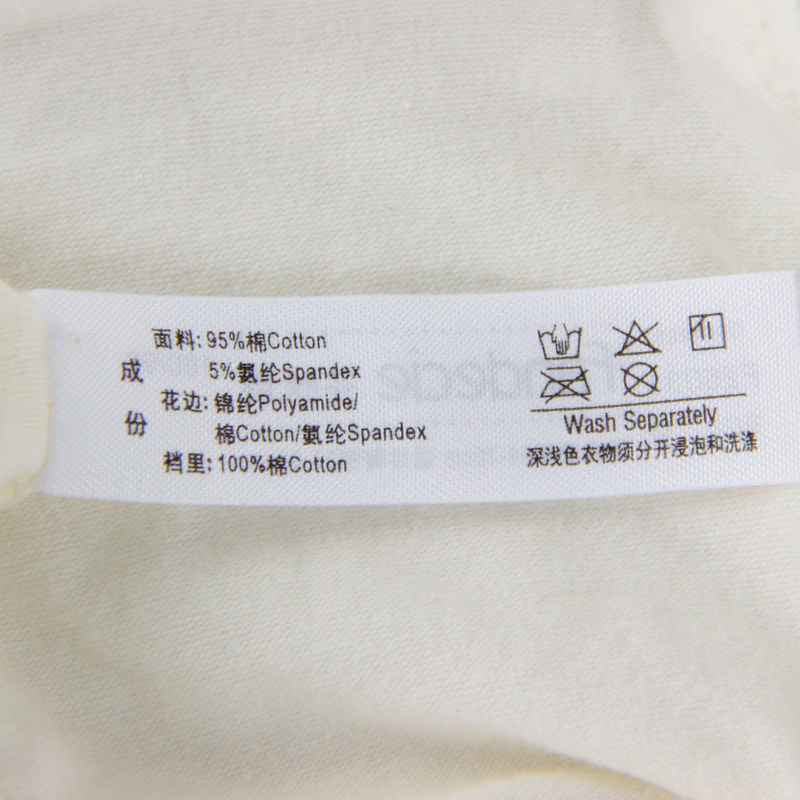 成份
面料: 95%棉Cotton
5%氨纶Spandex
花边: 锦纶Polyamide/
棉Cotton/氨纶Spandex
裆里: 100%棉Cotton
Wash Separately
深浅色衣物须分开浸泡和洗涤